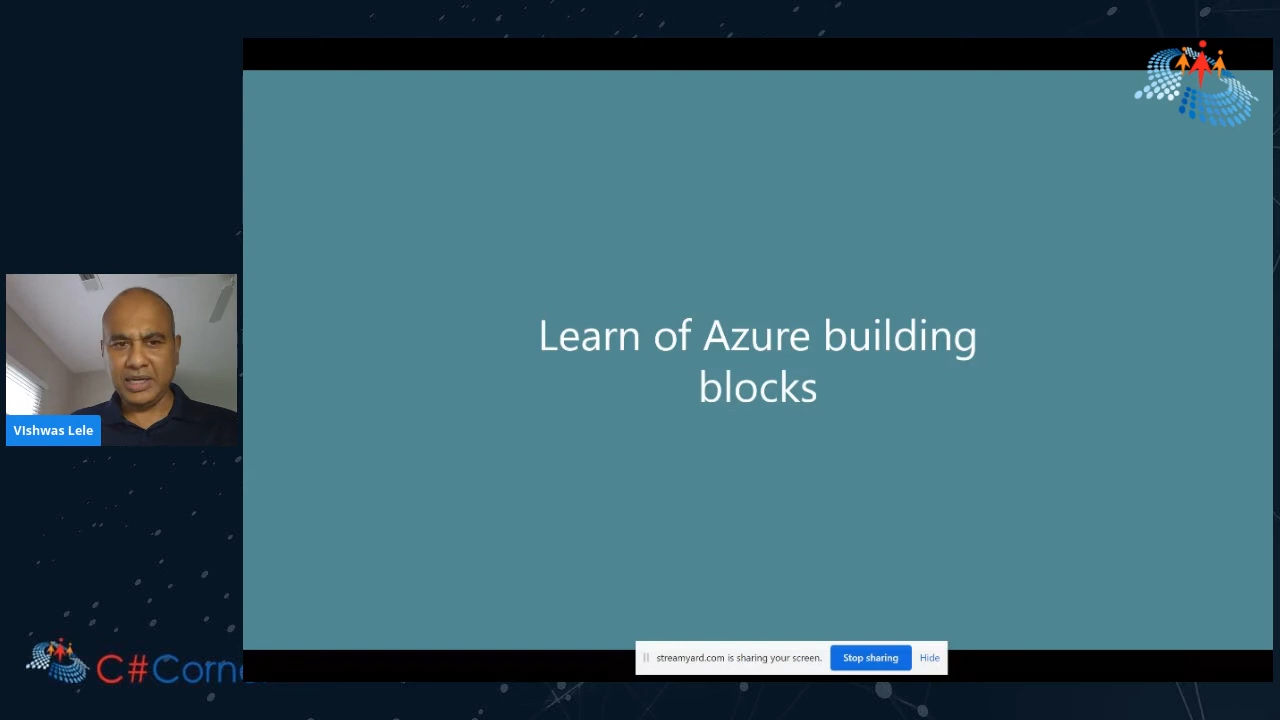 Learn of Azure building
blocks
VIshwas Lele
streamyard.com is sharing your screen. Stop sharing Hide
C#Corne